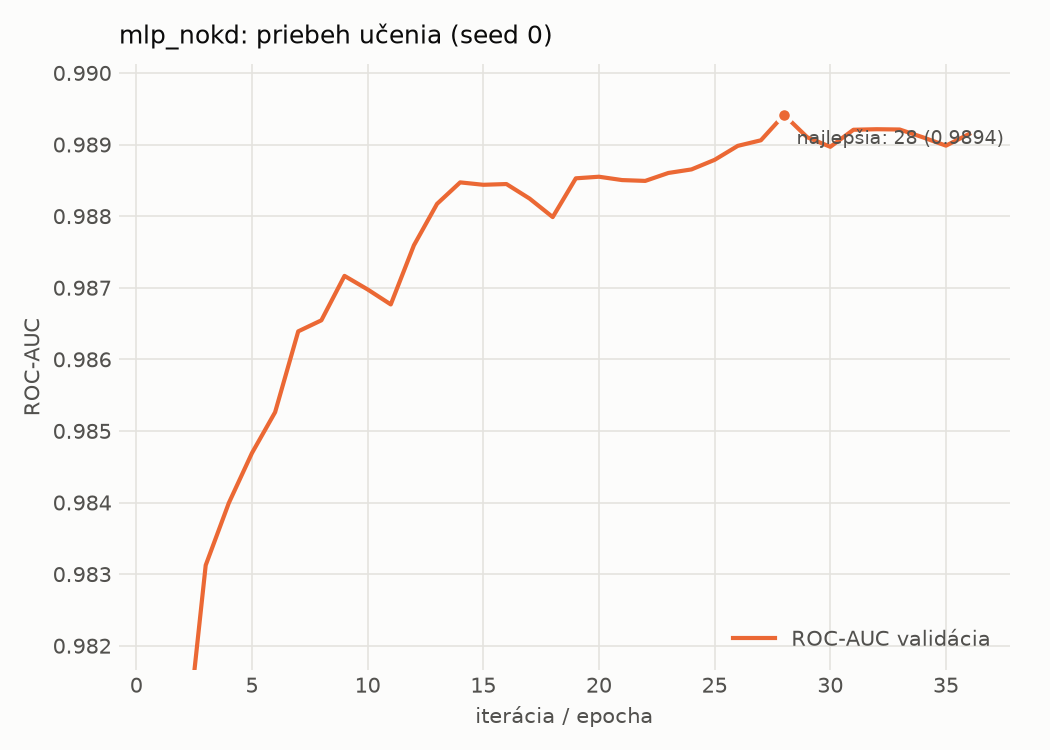 mlp_nokd: priebeh učenia (seed 0)
0.990
0.989
0.988
0.987
0.986
0.985
0.984
0.983
0.982
ROC-AUC
najlepšia: 28 (0.9894)
ROC-AUC validácia
0 5 10 15 20 25 30 35
iterácia / epocha